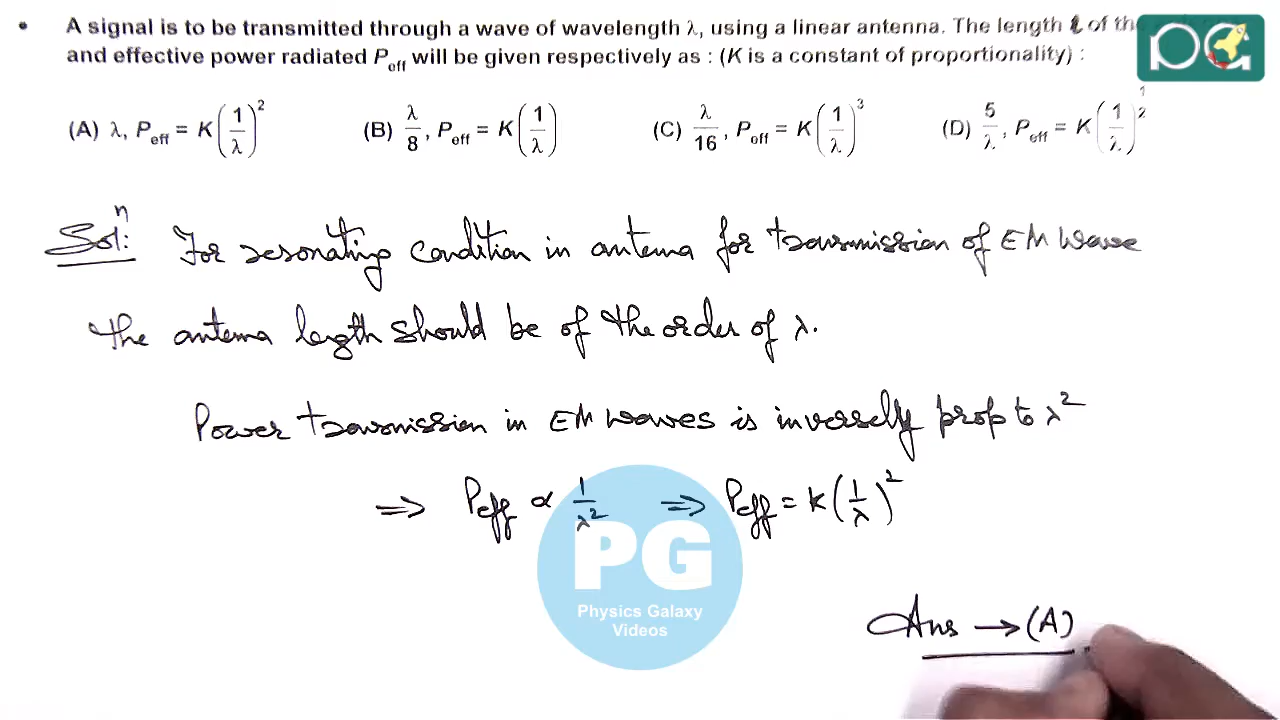 • A signal is to be transmitted through a wave of wavelength λ, using a linear antenna. The length l of the
and effective power radiated P_eff will be given respectively as : (K is a constant of proportionality) :
(A) λ, P_eff = K(1/λ)^2 (B) λ/8, P_eff = K(1/λ) (C) λ/16, P_eff = K(1/λ)^3 (D) 5/λ, P_eff = K(1/λ)^1/2
Sol^n: For resonating condition in antenna for transmission of EM wave
the antenna length should be of the order of λ.
Power transmission in EM waves is inversely prop to λ^2
⇒ P_eff ∝ 1/λ^2 ⇒ P_eff = K(1/λ)^2
PG
Physics Galaxy
Videos
Ans → (A)